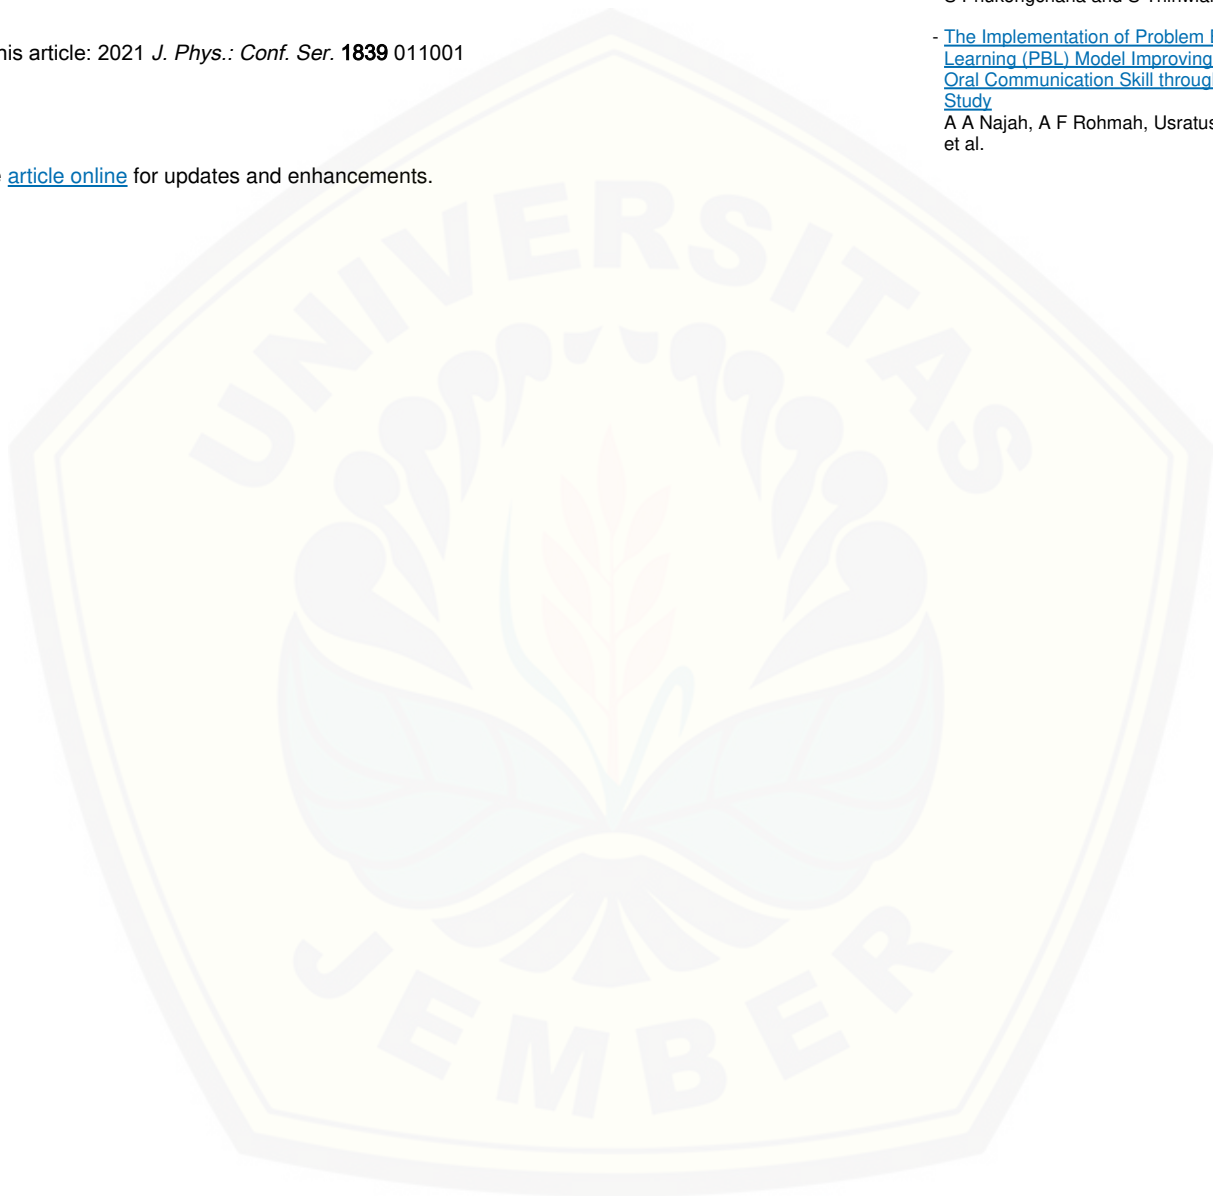 his article: 2021 J. Phys.: Conf. Ser. 1839 011001
article online for updates and enhancements.
- The Implementation of Problem
Learning (PBL) Model Improving
Oral Communication Skill throug
Study
A A Najah, A F Rohmah, Usratus
et al.
UNIVERSITAS
JEMBER